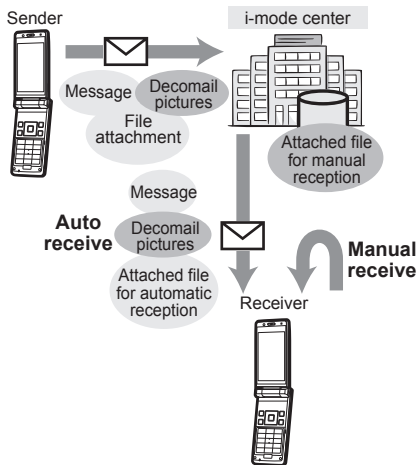 Sender
i-mode center
Message
Decomail
pictures
File
attachment
Attached file
for manual
reception
Message
Auto
receive
Decomail
pictures
Attached file
for automatic
reception
Manual
receive
Receiver